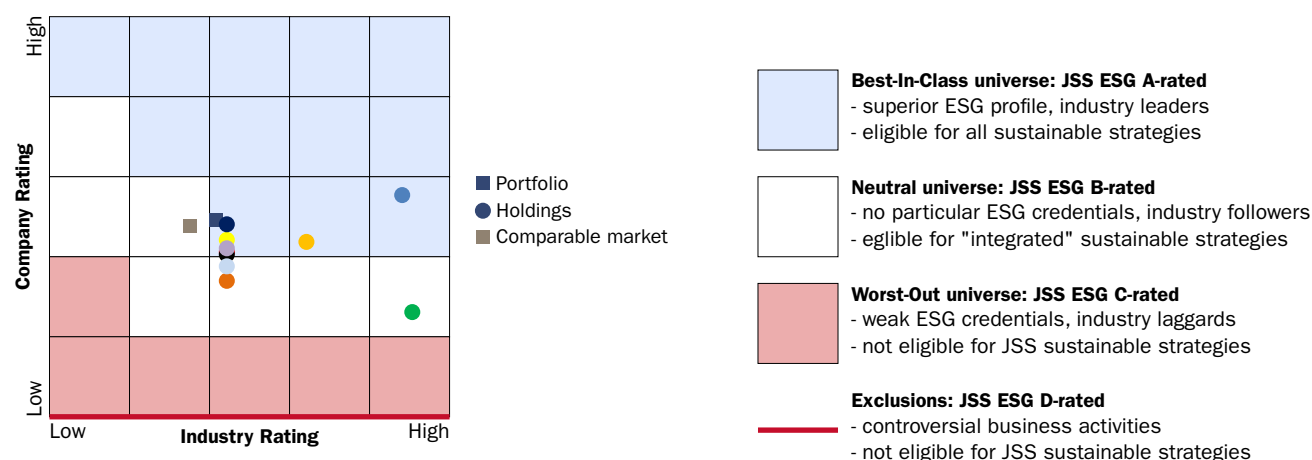 High
Company Rating
Low
Low
Industry Rating
High
Portfolio
Holdings
Comparable market
Best-In-Class universe: JSS ESG A-rated
- superior ESG profile, industry leaders
- eligible for all sustainable strategies
Neutral universe: JSS ESG B-rated
- no particular ESG credentials, industry followers
- eglible for "integrated" sustainable strategies
Worst-Out universe: JSS ESG C-rated
- weak ESG credentials, industry laggards
- not eligible for JSS sustainable strategies
Exclusions: JSS ESG D-rated
- controversial business activities
- not eligible for JSS sustainable strategies